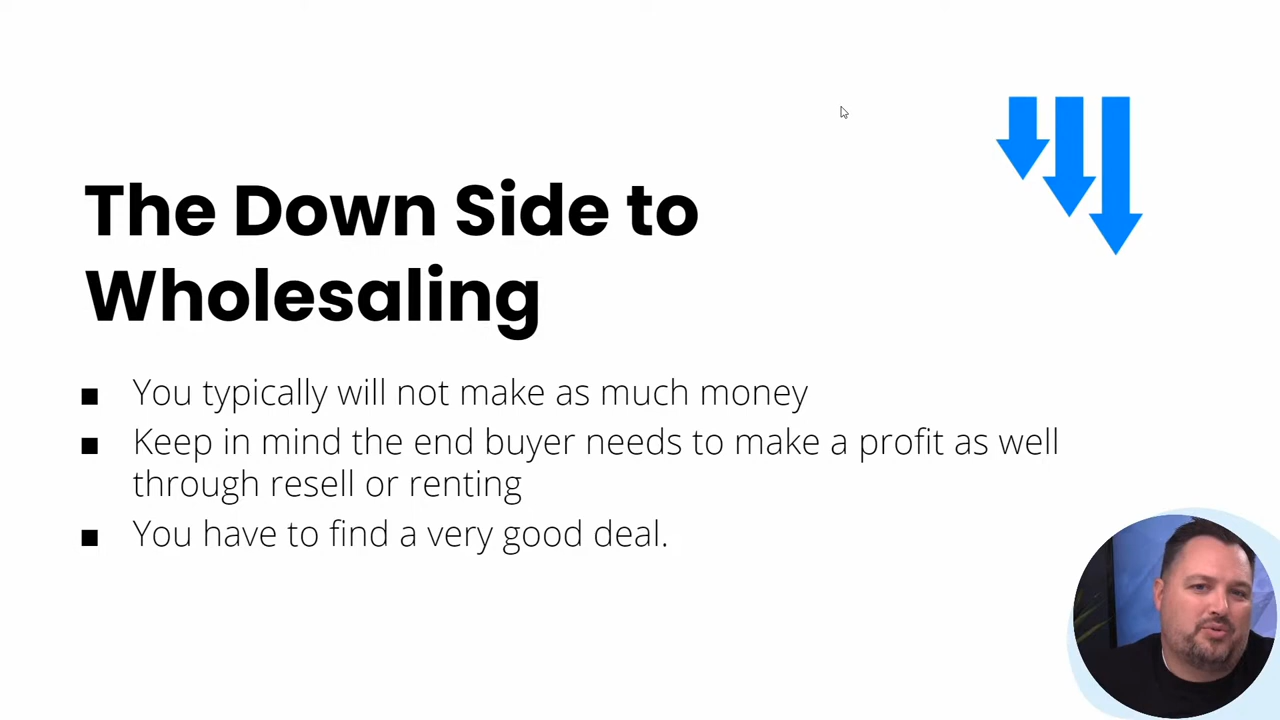 The Down Side to
Wholesaling
■ You typically will not make as much money
■ Keep in mind the end buyer needs to make a profit as well
through resell or renting
■ You have to find a very good deal.